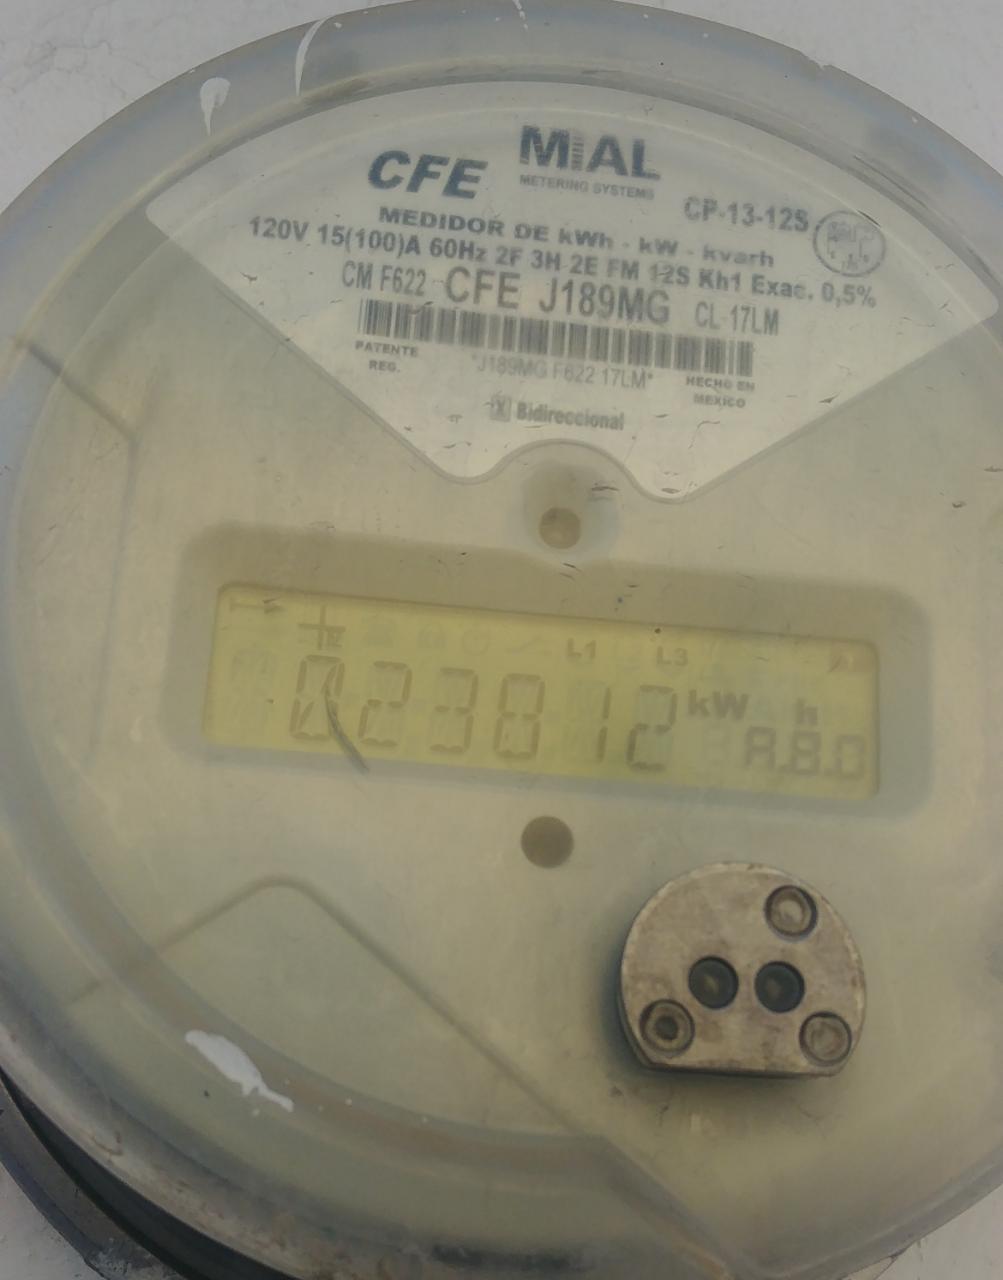 CFE
MIAL
METERING SYSTEMS
CP-13-12S
MEDIDOR DE kWh - kW - kvarh
120V 15(100)A 60Hz 2F 3H 2E FM 12S Kh1 Exac. 0,5%
CM F622 CFE J189MG CL 17LM
PATENTE
REG.
*J189MG F622 17LM*
HECHO EN
MEXICO
X Bidireccional
L1 L3
023812 kW h
A.B.D